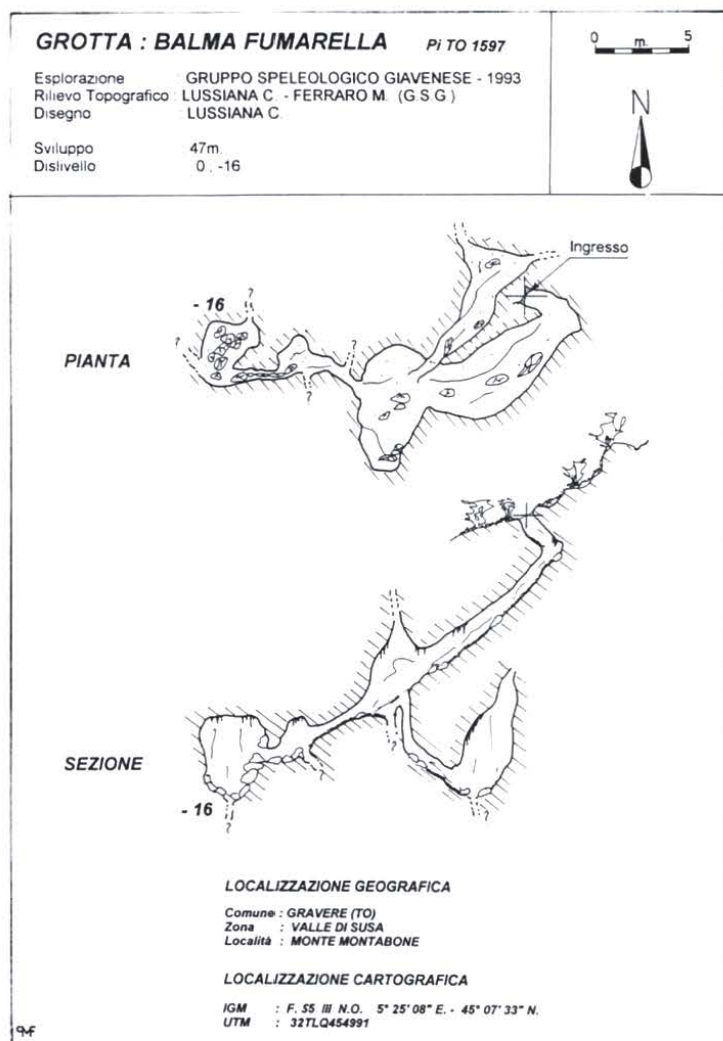 GROTTA : BALMA FUMARELLA Pi TO 1597
0 m. 5
Esplorazione : GRUPPO SPELEOLOGICO GIAVENESE - 1993
Rilievo Topografico : LUSSIANA C. - FERRARO M. (G.S.G.)
Disegno : LUSSIANA C.
N
Sviluppo 47m.
Dislivello 0 , -16
Ingresso
- 16
?
?
?
?
PIANTA
SEZIONE
- 16
?
?
?
?
LOCALIZZAZIONE GEOGRAFICA
Comune : GRAVERE (TO)
Zona : VALLE DI SUSA
Località : MONTE MONTABONE
LOCALIZZAZIONE CARTOGRAFICA
IGM : F. 55 III N.O. 5° 25' 08" E. - 45° 07' 33" N.
UTM : 32TLQ454991